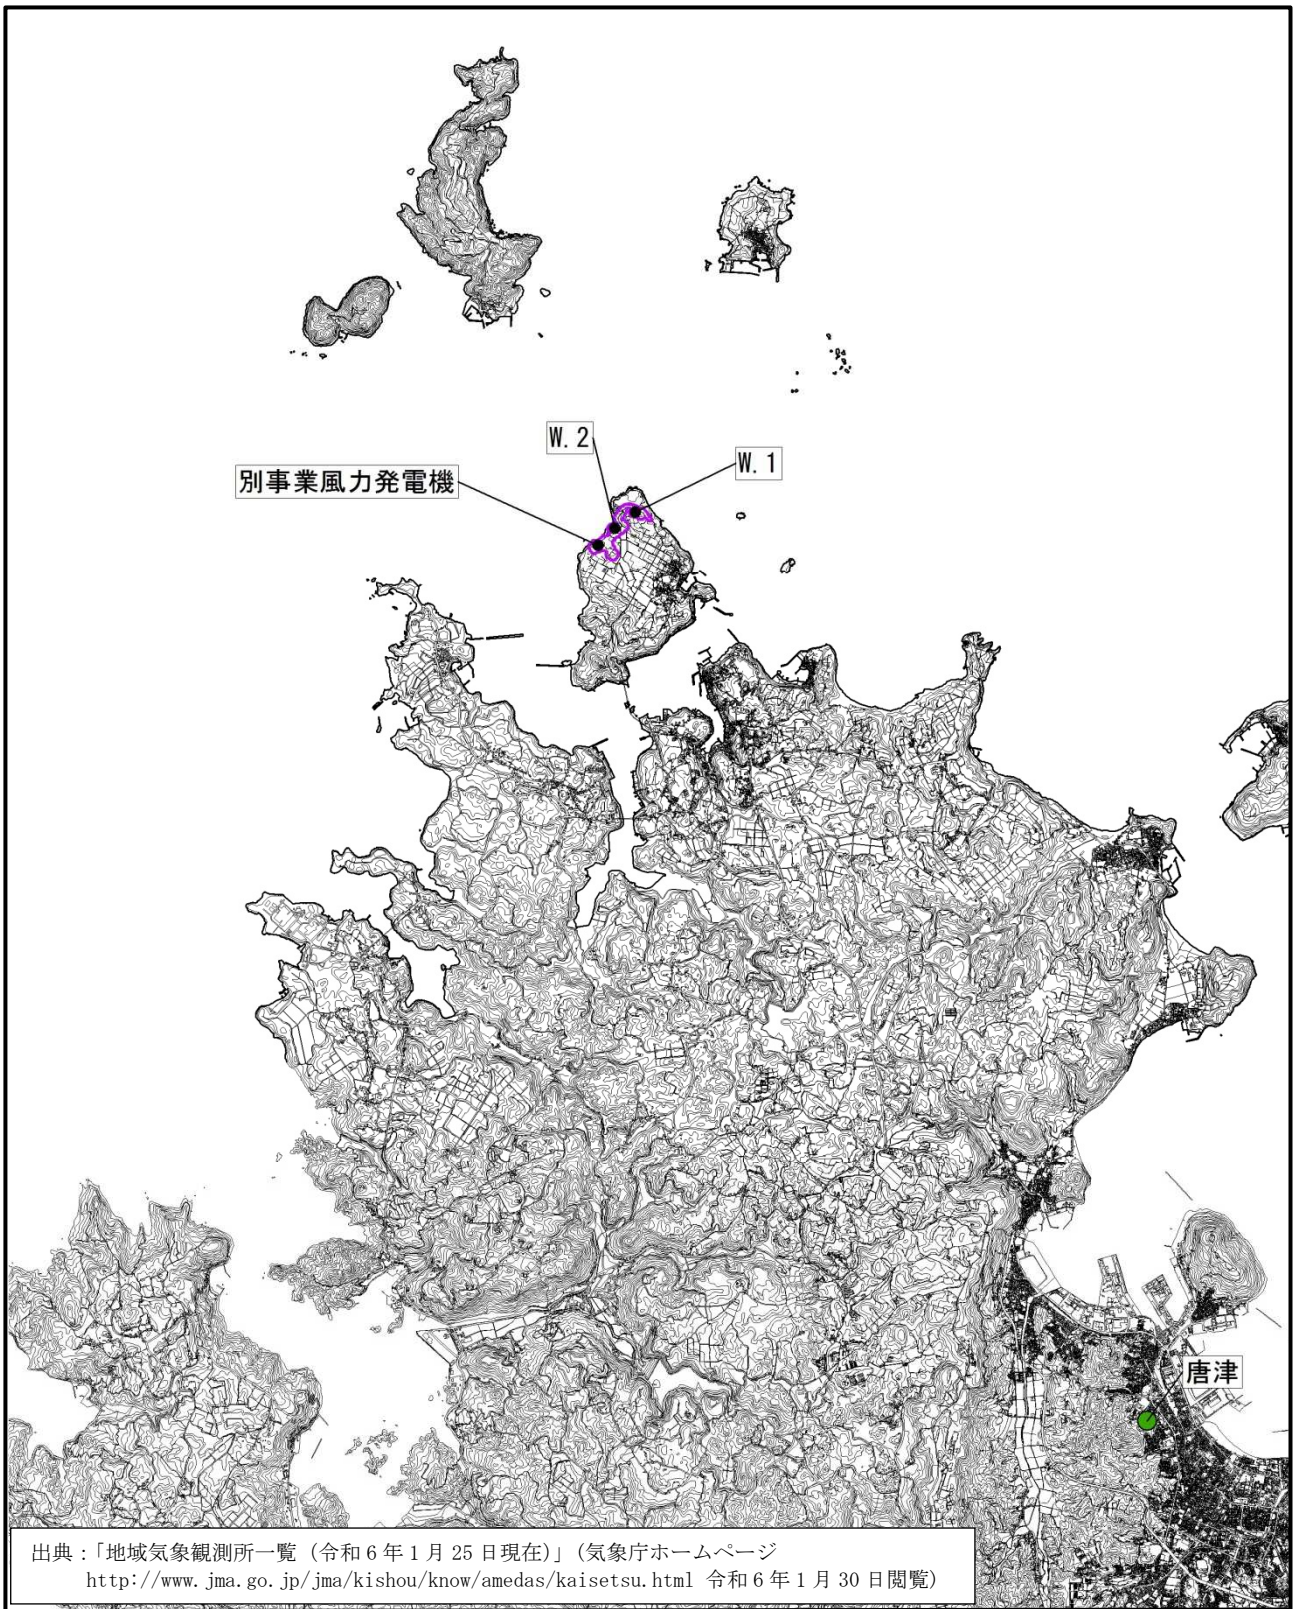 W.2
W.1
別事業風力発電機
唐津
出典：「地域気象観測所一覧（令和6年1月25日現在）」（気象庁ホームページ
http://www.jma.go.jp/jma/kishou/know/amedas/kaisetsu.html 令和6年1月30日閲覧）